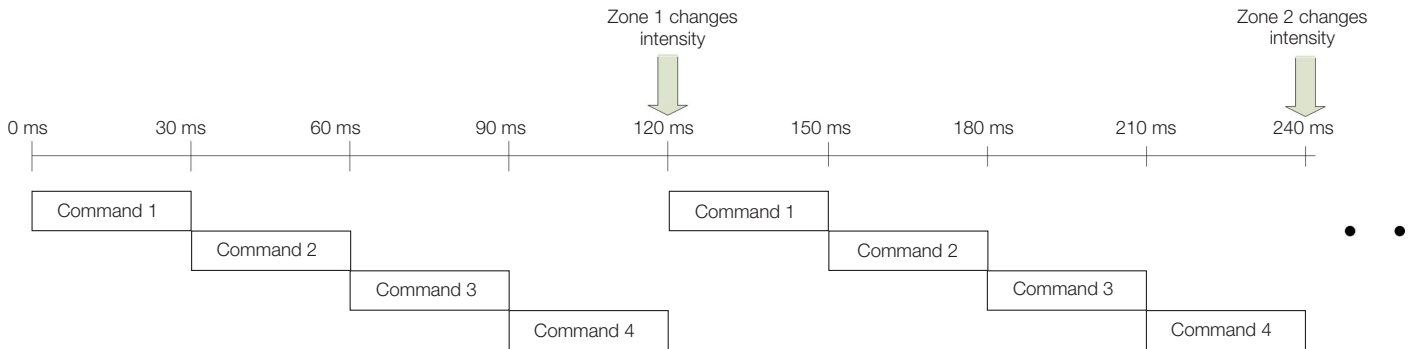 Zone 1 changes
intensity
Zone 2 changes
intensity
0 ms
30 ms
60 ms
90 ms
120 ms
150 ms
180 ms
210 ms
240 ms
Command 1
Command 2
Command 3
Command 4
Command 1
Command 2
Command 3
Command 4